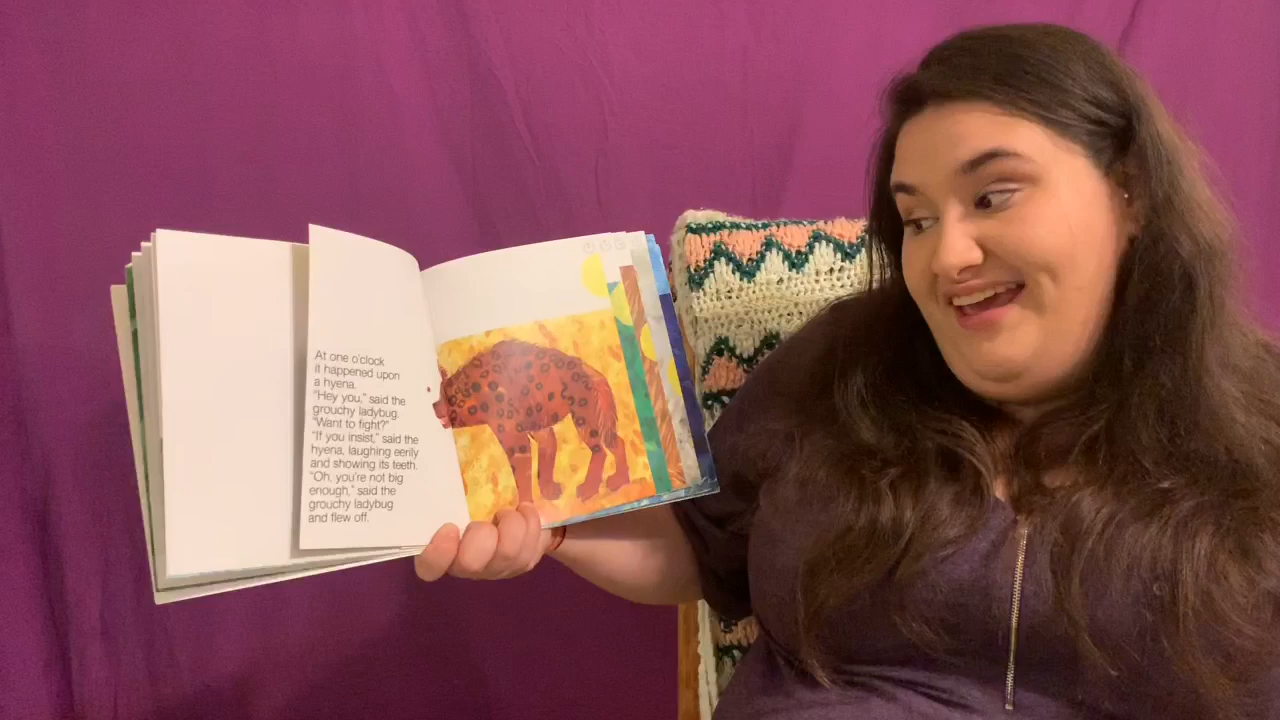 At one o'clock
it happened upon
a hyena.
"Hey you," said the
grouchy ladybug.
"Want to fight?"
"If you insist," said the
hyena, laughing eerily
and showing its teeth.
"Oh, you're not big
enough," said the
grouchy ladybug
and flew off.